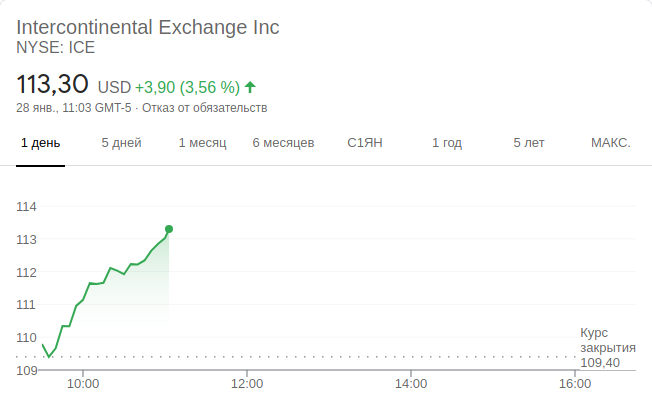 Intercontinental Exchange Inc
NYSE: ICE
113,30 USD +3,90 (3,56 %)
28 янв., 11:03 GMT-5 · Отказ от обязательств
1 день 5 дней 1 месяц 6 месяцев С1ЯН 1 год 5 лет МАКС.
114
113
112
111
110
Курс
закрытия
109,40
109
10:00 12:00 14:00 16:00